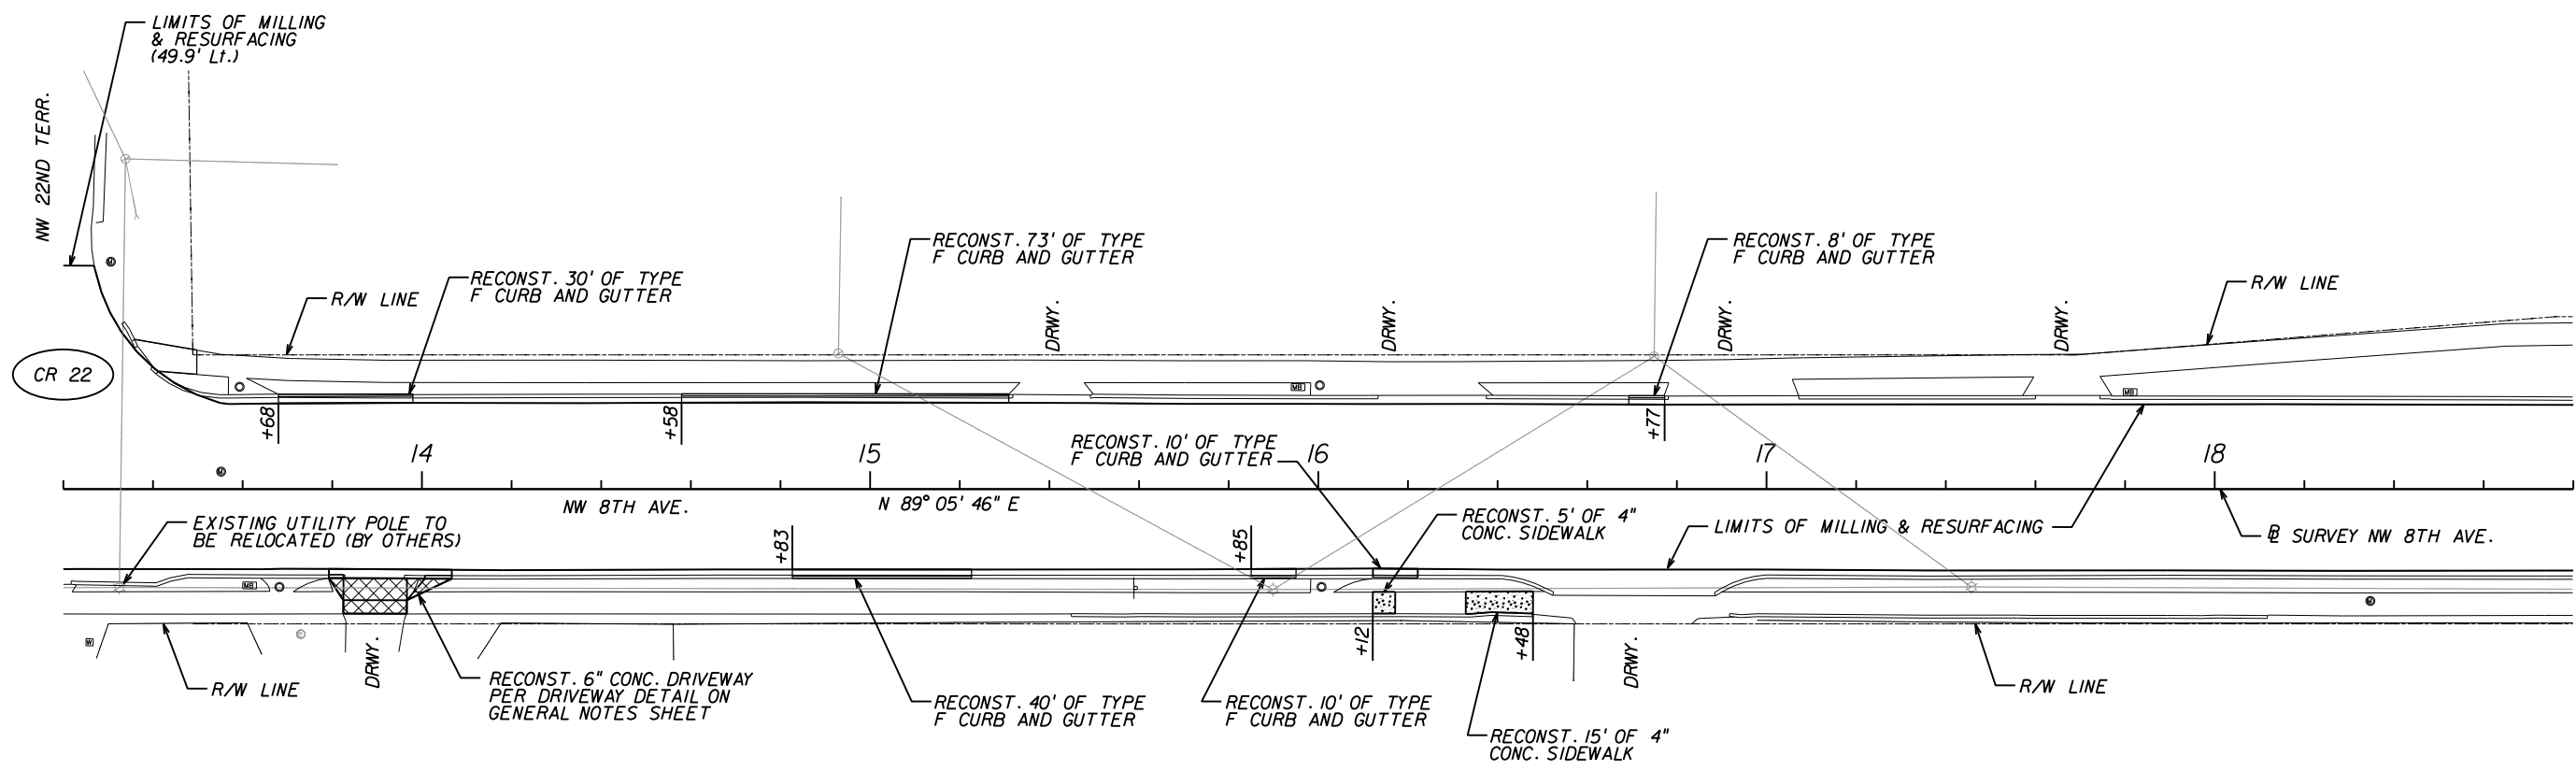 LIMITS OF MILLING
& RESURFACING
(49.9' Lt.)
NW 22ND TERR.
RECONST. 73' OF TYPE
F CURB AND GUTTER
RECONST. 8' OF TYPE
F CURB AND GUTTER
RECONST. 30' OF TYPE
F CURB AND GUTTER
R/W LINE
R/W LINE
DRWY.
DRWY.
DRWY.
DRWY.
CR 22
MB
MB
+68
+58
+77
RECONST. 10' OF TYPE
F CURB AND GUTTER
14
15
16
17
18
NW 8TH AVE.
N 89° 05' 46" E
EXISTING UTILITY POLE TO
BE RELOCATED (BY OTHERS)
+83
+85
RECONST. 5' OF 4"
CONC. SIDEWALK
LIMITS OF MILLING & RESURFACING
SURVEY NW 8TH AVE.
MB
W
+12
+48
DRWY.
DRWY.
R/W LINE
RECONST. 6" CONC. DRIVEWAY
PER DRIVEWAY DETAIL ON
GENERAL NOTES SHEET
RECONST. 40' OF TYPE
F CURB AND GUTTER
RECONST. 10' OF TYPE
F CURB AND GUTTER
R/W LINE
RECONST. 15' OF 4"
CONC. SIDEWALK